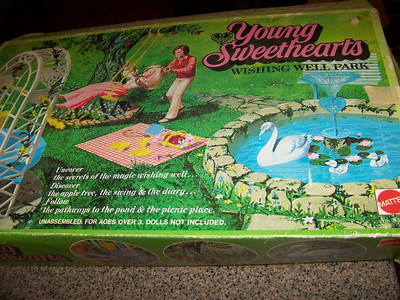 Young
Sweethearts
WISHING WELL PARK
Uncover
the secrets of the magic wishing well.
Discover
the apple tree, the swing & the diary...
Follow
The pathways to the pond & the picnic place.
UNASSEMBLED. FOR AGES OVER 3. DOLLS NOT INCLUDED.
MATTE